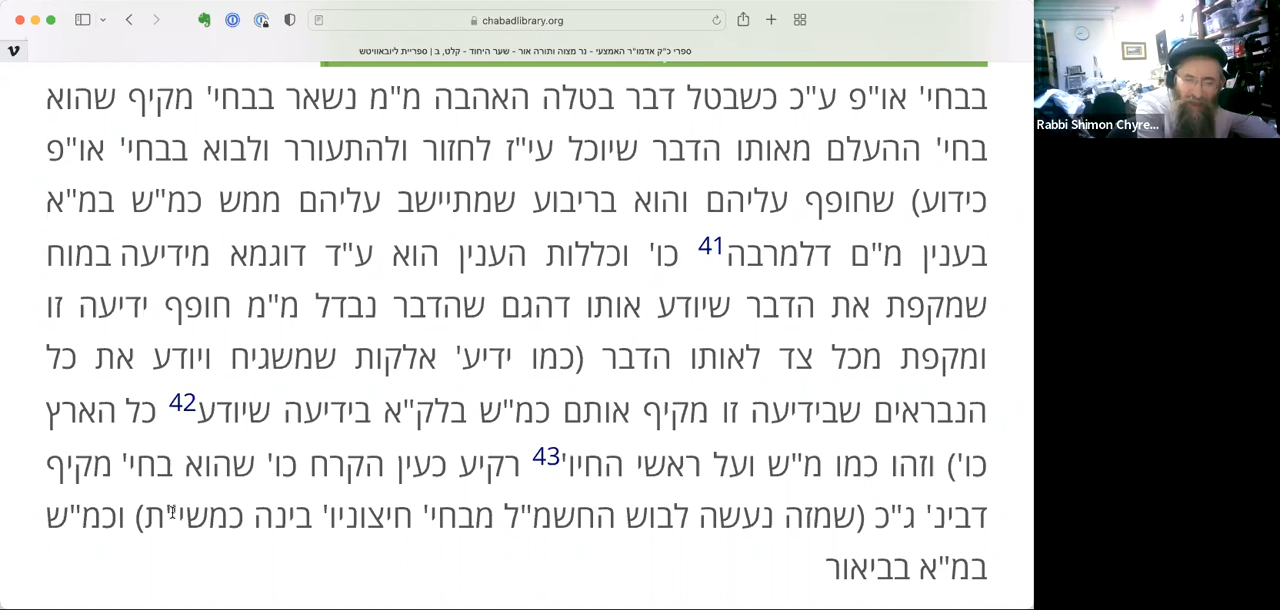 chabadlibrary.org
ספרי כ"ק אדמו"ר האמצעי - נר מצוה ותורה אור - שער היחוד - קלט, ב | ספריית ליובאוויטש
בבחי' או"פ ע"כ כשבטל דבר בטלה האהבה מ"מ נשאר בבחי' מקיף שהוא
בחי' ההעלם מאותו הדבר שיוכל עי"ז לחזור ולהתעורר ולבוא בבחי' או"פ
כידוע) שחופף עליהם והוא בריבוע שמתיישב עליהם ממש כמ"ש במ"א
בענין מ"ם דלמרבה41 כו' וכללות הענין הוא ע"ד דוגמא מידיעה במוח
שמקפת את הדבר שיודע אותו דהגם שהדבר נבדל מ"מ חופף ידיעה זו
ומקפת מכל צד לאותו הדבר (כמו ידיע' אלקות שמשגיח ויודע את כל
הנבראים שבידיעה זו מקיף אותם כמ"ש בלק"א בידיעה שיודע42 כל הארץ
כו') וזהו כמו מ"ש ועל ראשי החיו'43 רקיע כעין הקרח כו' שהוא בחי' מקיף
דבינ' ג"כ (שמזה נעשה לבוש החשמ"ל מבחי' חיצוניו' בינה כמשי"ת) וכמ"ש
במ"א בביאור
Rabbi Shimon Chyre...